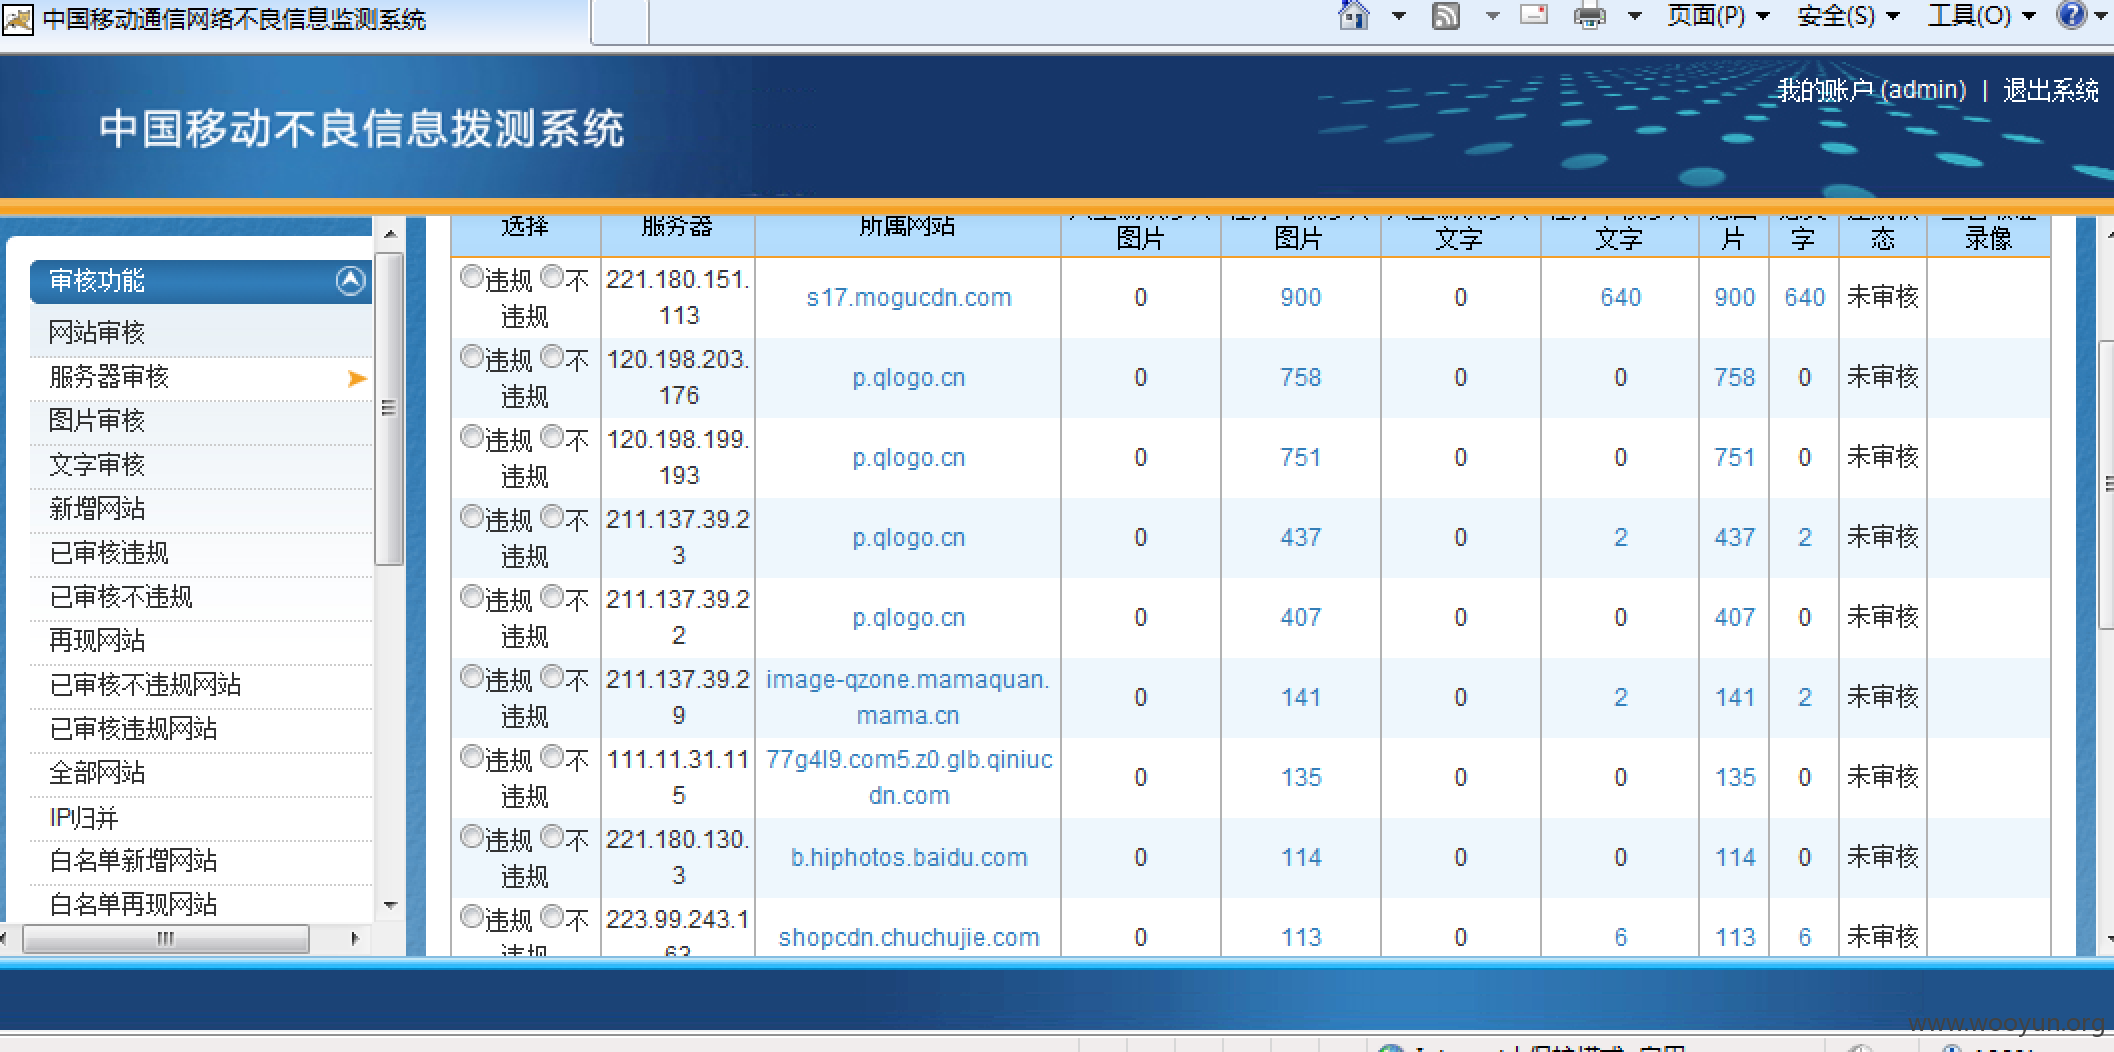 中国移动通信网络不良信息监测系统
页面(P) 安全(S) 工具(O)
我的账户 (admin) | 退出系统
中国移动不良信息拨测系统
审核功能
网站审核
服务器审核
图片审核
文字审核
新增网站
已审核违规
已审核不违规
再现网站
已审核不违规网站
已审核违规网站
全部网站
IP归并
白名单新增网站
白名单再现网站
选择 服务器 所属网站 图片 图片 文字 文字 片 字 态 录像
违规 不违规 221.180.151.113 s17.mogucdn.com 0 900 0 640 900 640 未审核
违规 不违规 120.198.203.176 p.qlogo.cn 0 758 0 0 758 0 未审核
违规 不违规 120.198.199.193 p.qlogo.cn 0 751 0 0 751 0 未审核
违规 不违规 211.137.39.23 p.qlogo.cn 0 437 0 2 437 2 未审核
违规 不违规 211.137.39.22 p.qlogo.cn 0 407 0 0 407 0 未审核
违规 不违规 211.137.39.29 image-qzone.mamaquan.mama.cn 0 141 0 2 141 2 未审核
违规 不违规 111.11.31.115 77g4l9.com5.z0.glb.qiniucdn.com 0 135 0 0 135 0 未审核
违规 不违规 221.180.130.3 b.hiphotos.baidu.com 0 114 0 0 114 0 未审核
违规 不违规 223.99.243.163 shopcdn.chuchujie.com 0 113 0 6 113 6 未审核
www.wooyun.org